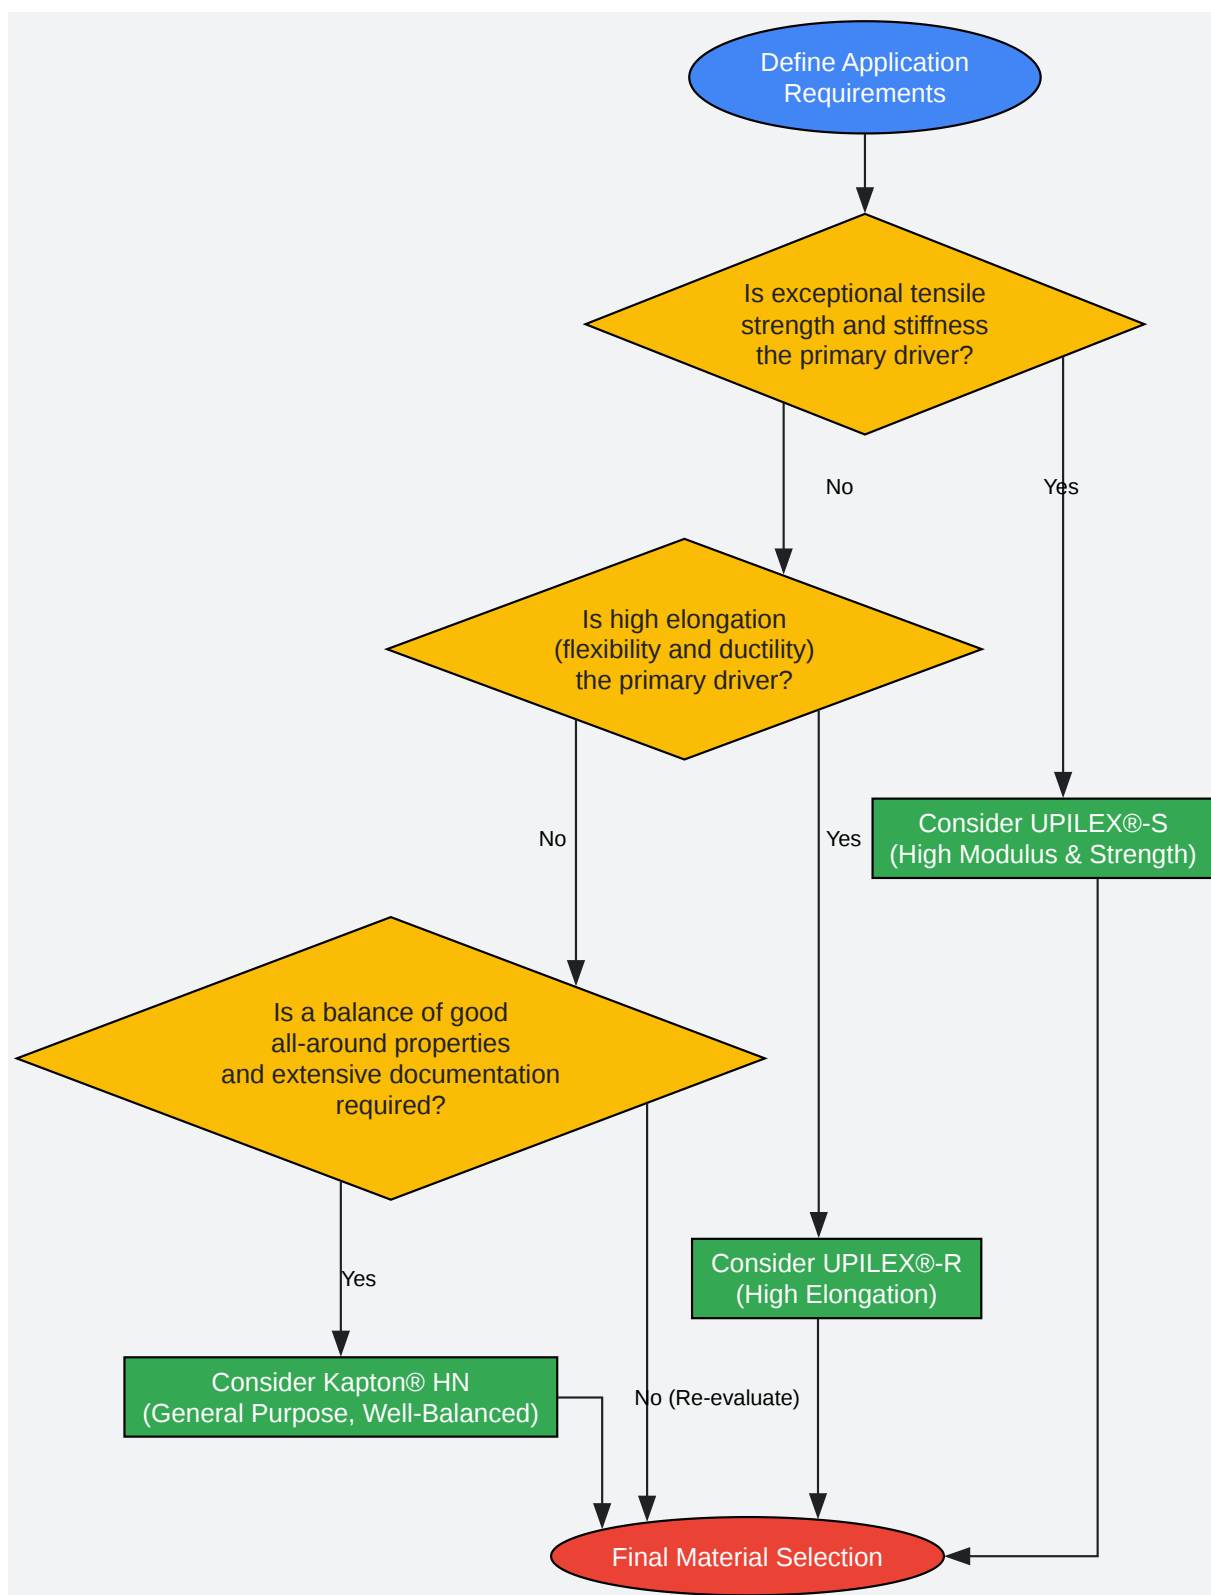 Define Application
Requirements
Is exceptional tensile
strength and stiffness
the primary driver?
No
Yes
Is high elongation
(flexibility and ductility)
the primary driver?
No
Yes
Consider UPILEX®-S
(High Modulus & Strength)
Is a balance of good
all-around properties
and extensive documentation
required?
Yes
Consider UPILEX®-R
(High Elongation)
Consider Kapton® HN
(General Purpose, Well-Balanced)
No (Re-evaluate)
Final Material Selection